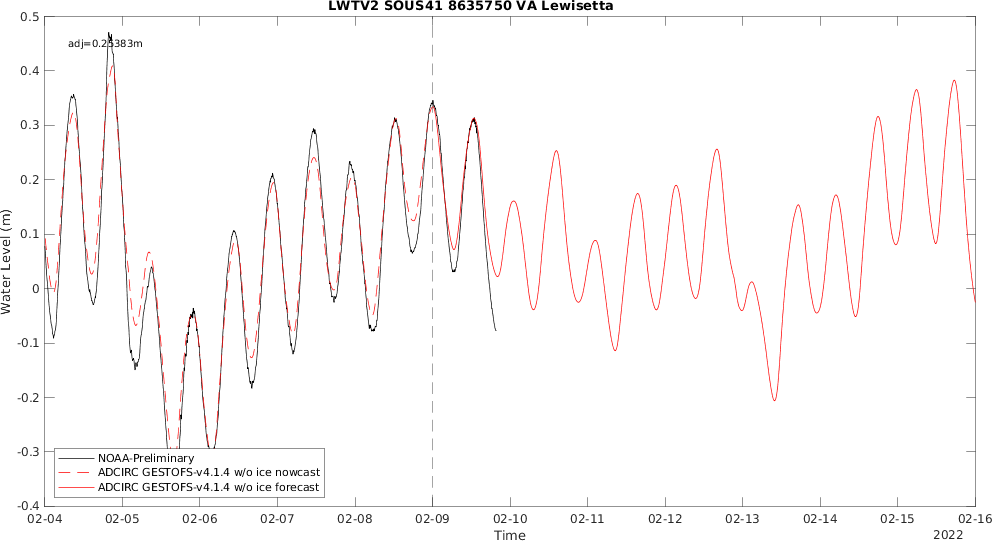 LWTV2 SOUS41 8635750 VA Lewisetta
adj=0.25383m
Water Level (m)
0.5
0.4
0.3
0.2
0.1
0
-0.1
-0.2
-0.3
-0.4
NOAA-Preliminary
ADCIRC GESTOFS-v4.1.4 w/o ice nowcast
ADCIRC GESTOFS-v4.1.4 w/o ice forecast
02-04 02-05 02-06 02-07 02-08 02-09 02-10 02-11 02-12 02-13 02-14 02-15 02-16
Time
2022